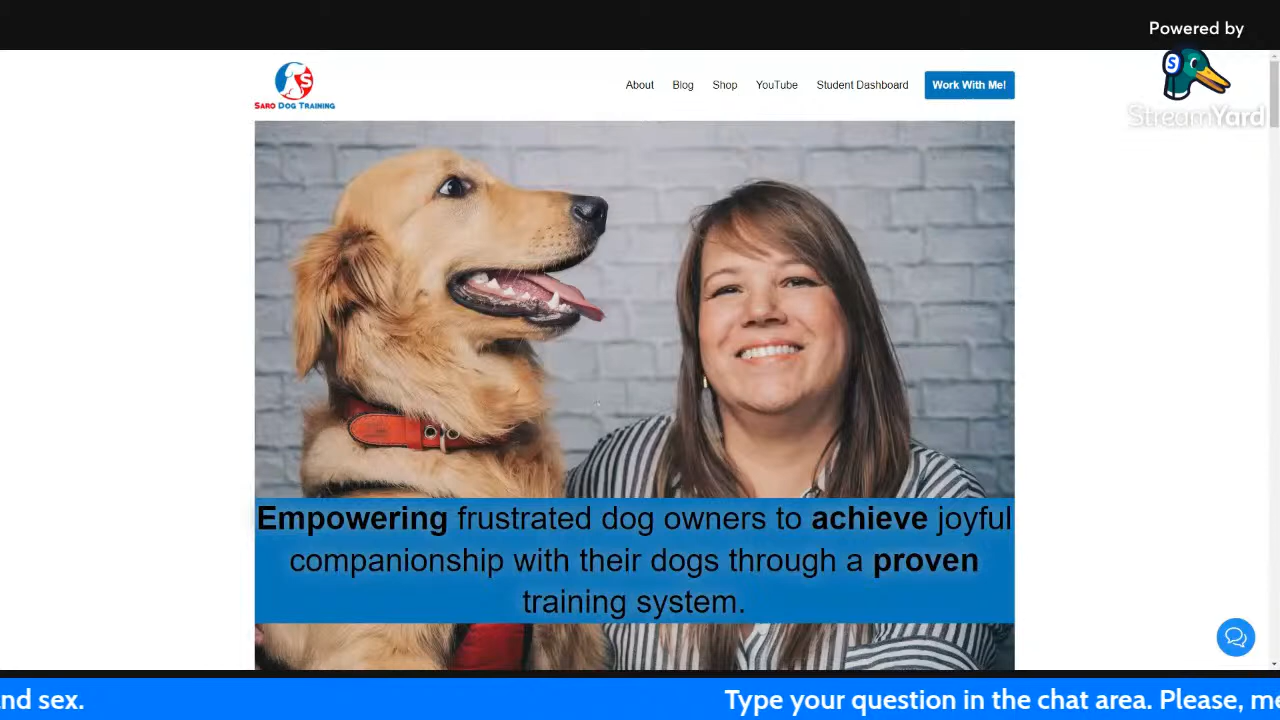 Powered by
StreamYard
S
SARO DOG TRAINING
About Blog Shop YouTube Student Dashboard Work With Me!
Empowering frustrated dog owners to achieve joyful
companionship with their dogs through a proven
training system.
nd sex. Type your question in the chat area. Please, me